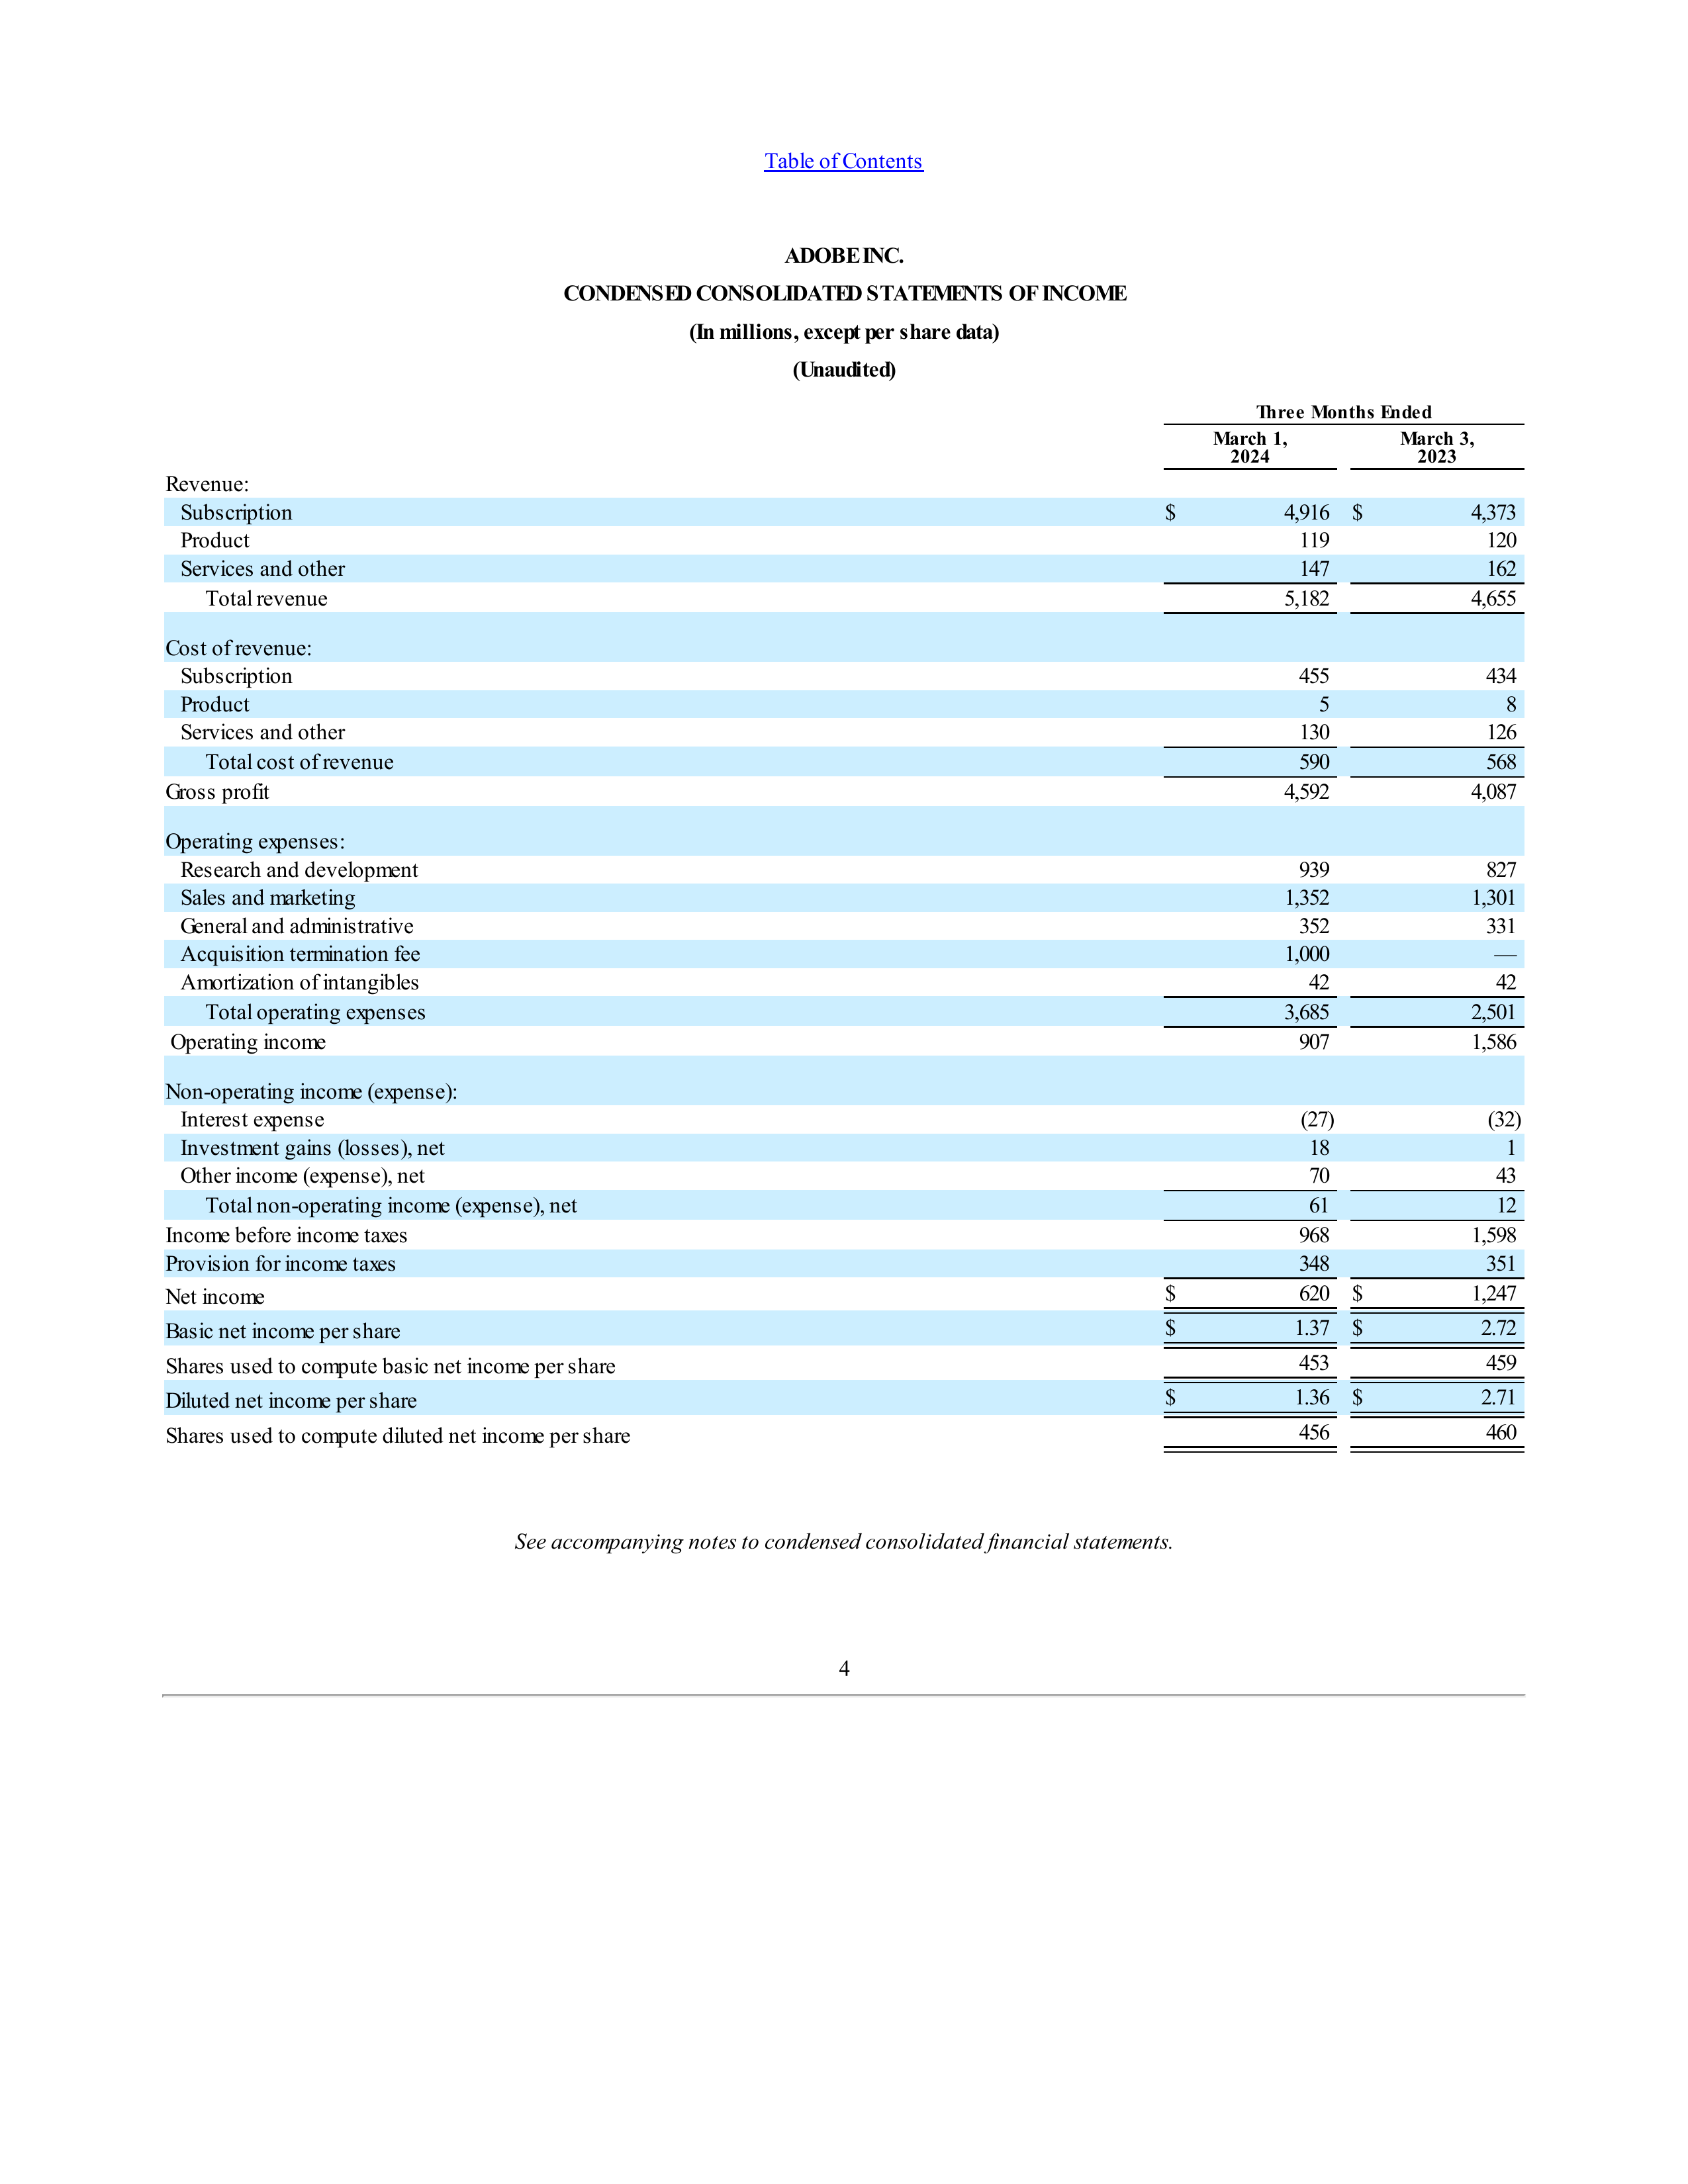 Table of Contents
ADOBE INC.
CONDENSED CONSOLIDATED STATEMENTS OF INCOME
(In millions, except per share data)
(Unaudited)
Three Months Ended
March 1, 2024 March 3, 2023
Revenue:
Subscription $ 4,916 $ 4,373
Product 119 120
Services and other 147 162
Total revenue 5,182 4,655
Cost of revenue:
Subscription 455 434
Product 5 8
Services and other 130 126
Total cost of revenue 590 568
Gross profit 4,592 4,087
Operating expenses:
Research and development 939 827
Sales and marketing 1,352 1,301
General and administrative 352 331
Acquisition termination fee 1,000 —
Amortization of intangibles 42 42
Total operating expenses 3,685 2,501
Operating income 907 1,586
Non-operating income (expense):
Interest expense (27) (32)
Investment gains (losses), net 18 1
Other income (expense), net 70 43
Total non-operating income (expense), net 61 12
Income before income taxes 968 1,598
Provision for income taxes 348 351
Net income $ 620 $ 1,247
Basic net income per share $ 1.37 $ 2.72
Shares used to compute basic net income per share 453 459
Diluted net income per share $ 1.36 $ 2.71
Shares used to compute diluted net income per share 456 460
See accompanying notes to condensed consolidated financial statements.
4